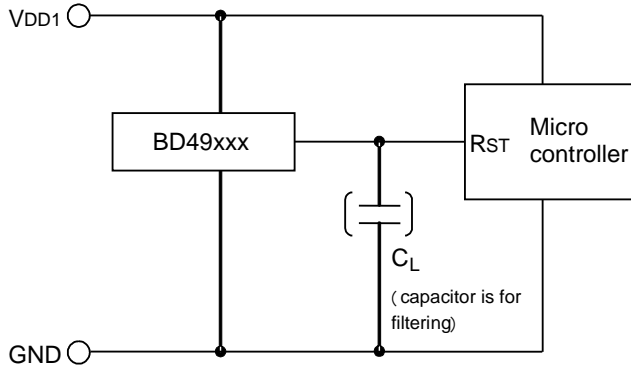 VDD1
BD49xxx
RST
Micro
controller
CL
(capacitor is for
filtering)
GND